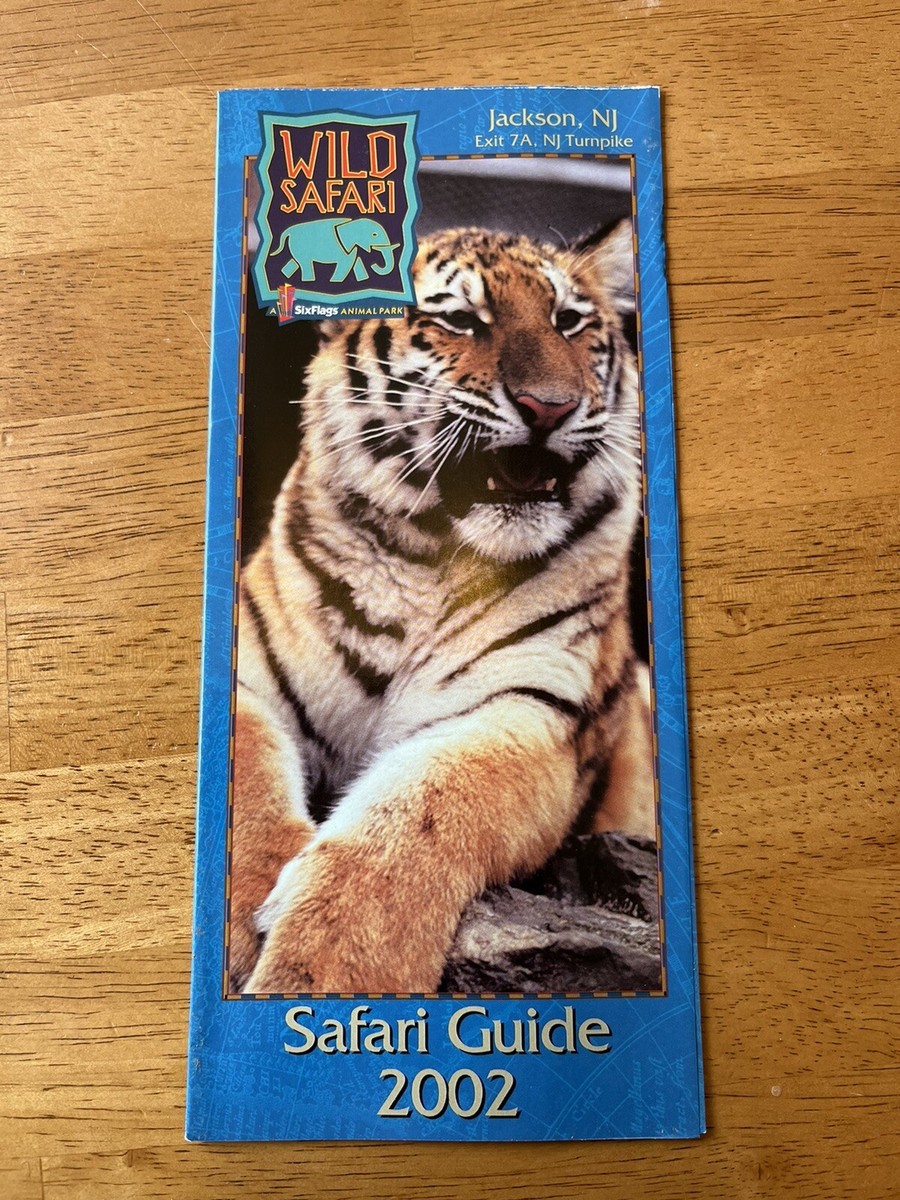 WILD
SAFARI
A SixFlags ANIMAL PARK
Jackson, NJ
Exit 7A, NJ Turnpike
Safari Guide
2002